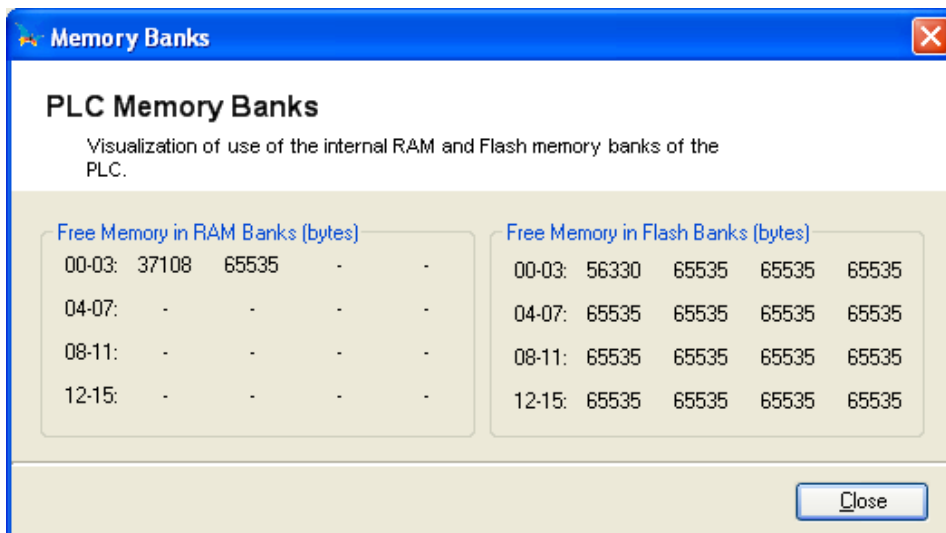 Memory Banks
PLC Memory Banks
Visualization of use of the internal RAM and Flash memory banks of the
PLC.
Free Memory in RAM Banks (bytes)
00-03: 37108 65535 - -
04-07: - - - -
08-11: - - - -
12-15: - - - -
Free Memory in Flash Banks (bytes)
00-03: 56330 65535 65535 65535
04-07: 65535 65535 65535 65535
08-11: 65535 65535 65535 65535
12-15: 65535 65535 65535 65535
Close